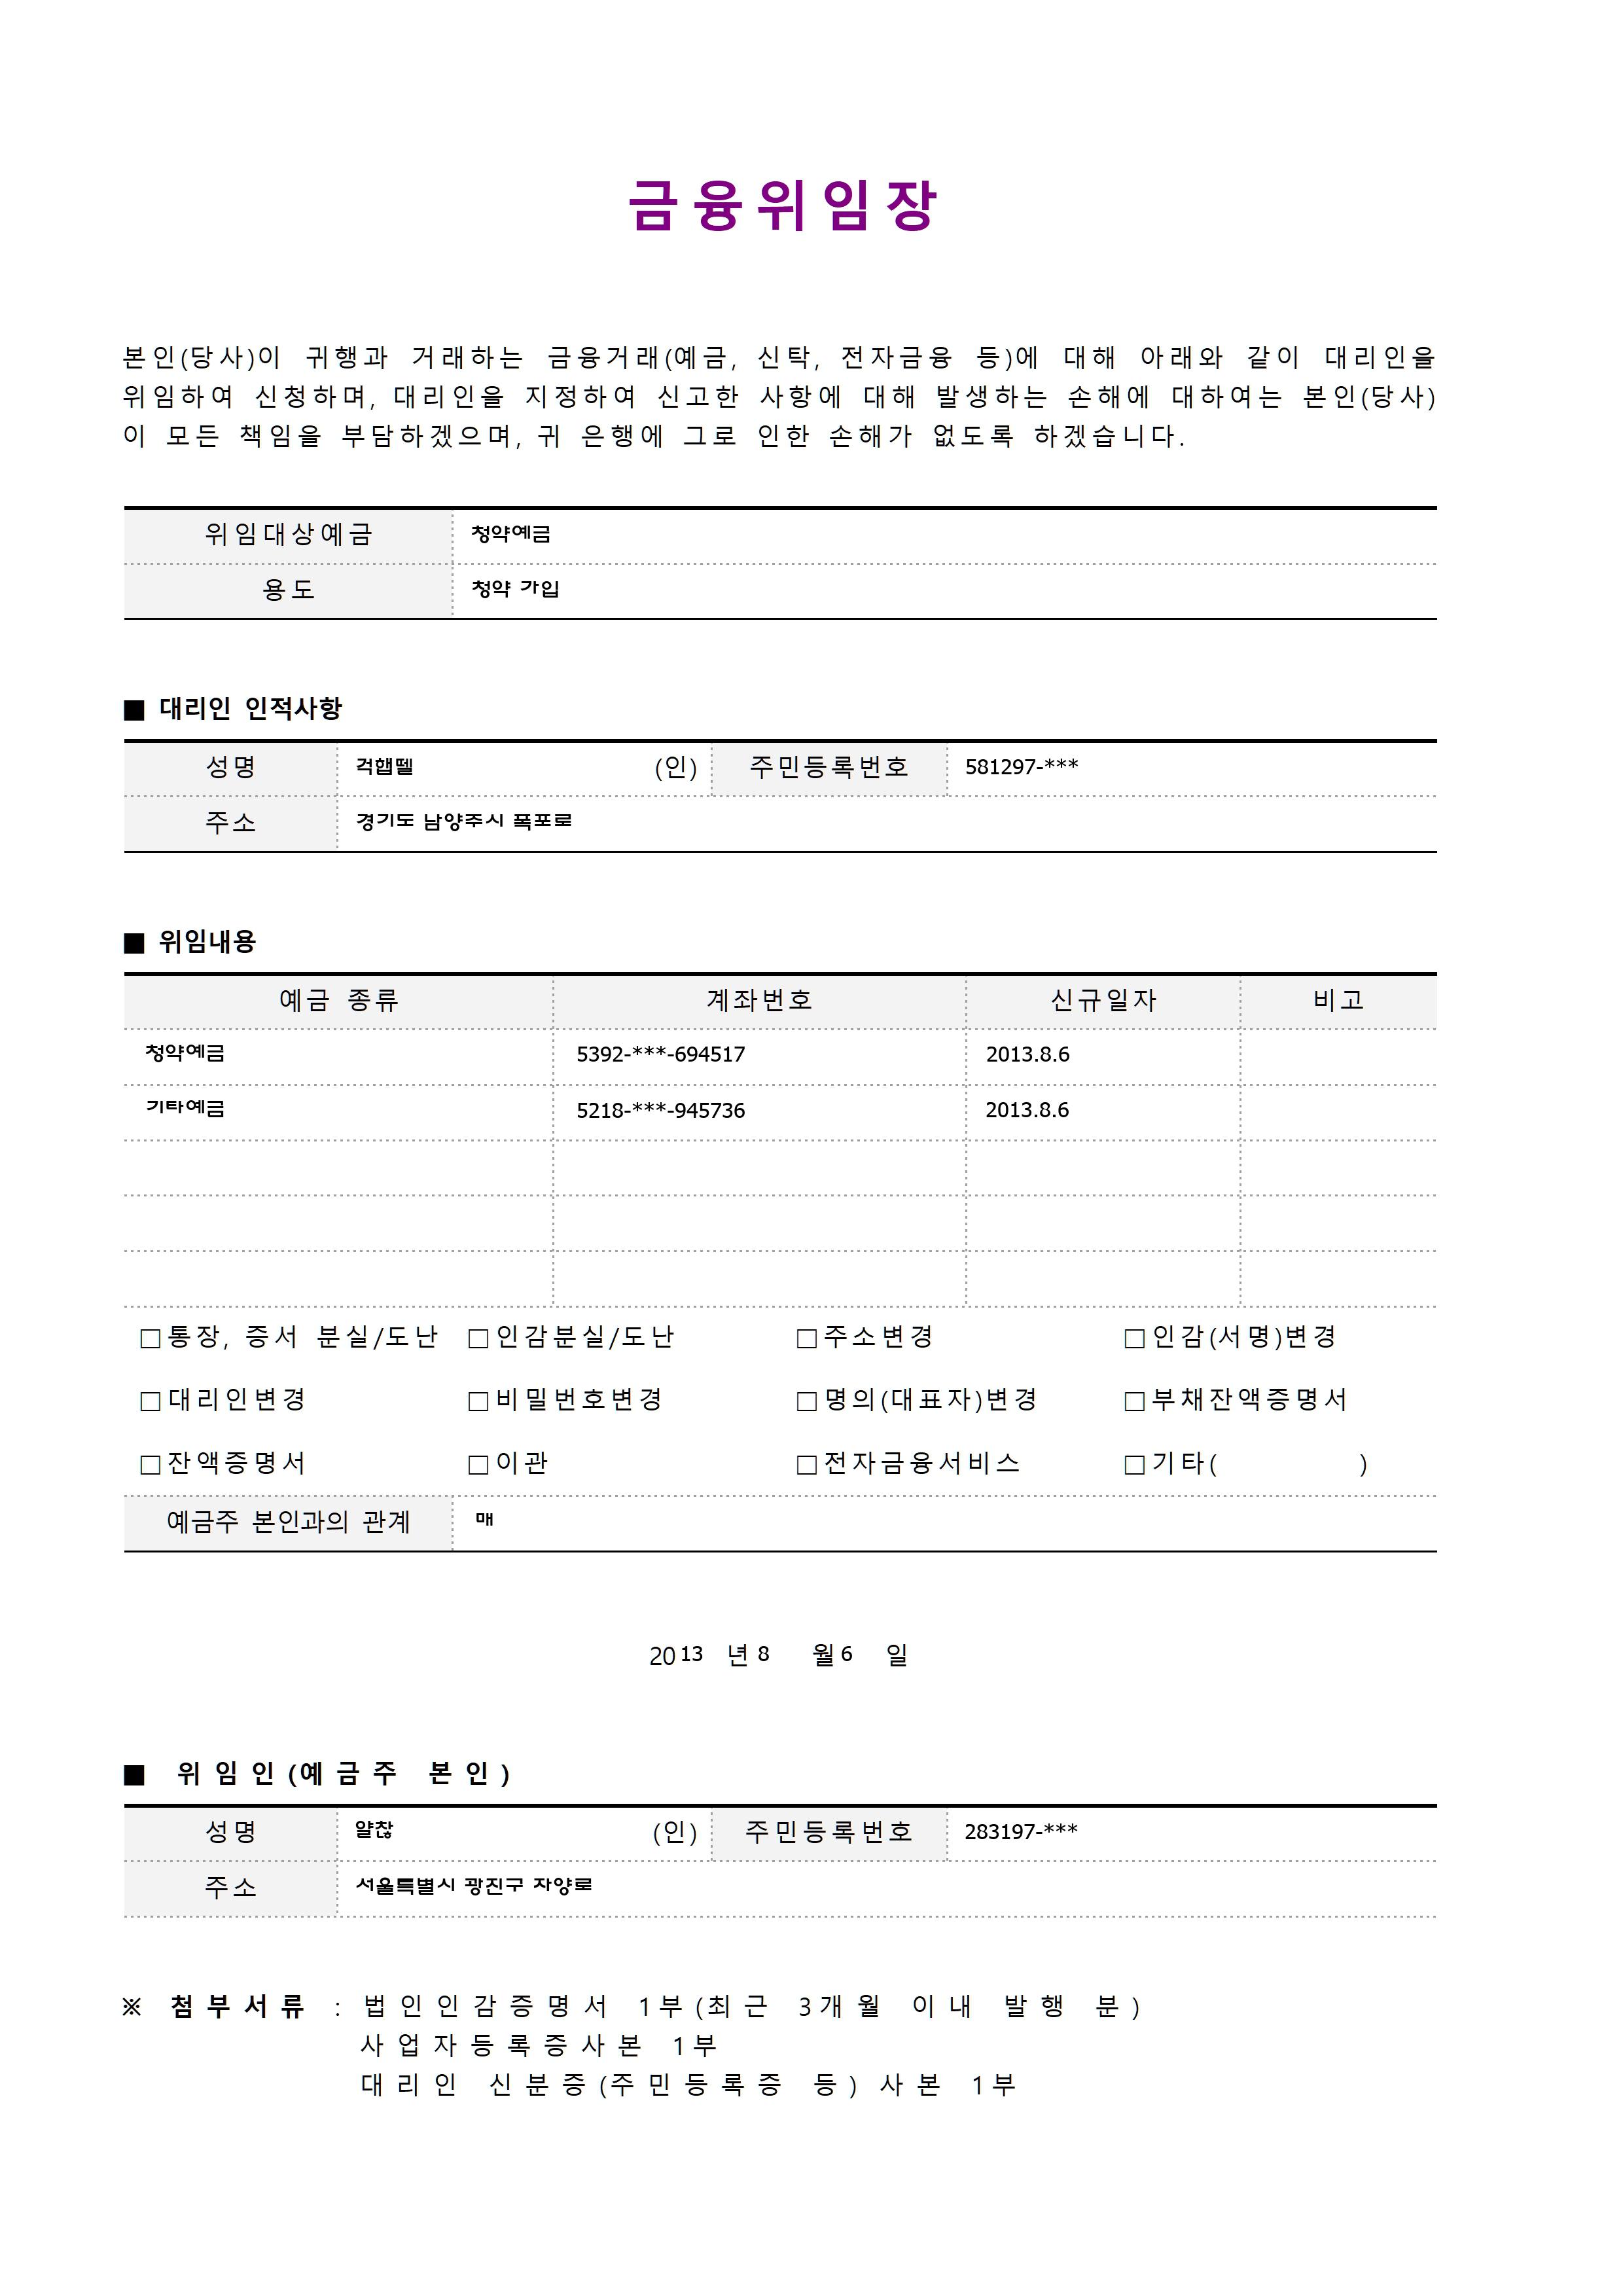 금융위임장
본인(당사)이 귀행과 거래하는 금융거래(예금, 신탁, 전자금융 등)에 대해 아래와 같이 대리인을
위임하여 신청하며, 대리인을 지정하여 신고한 사항에 대해 발생하는 손해에 대하여는 본인(당사)
이 모든 책임을 부담하겠으며, 귀 은행에 그로 인한 손해가 없도록 하겠습니다.
위임대상예금 청약예금
용도 청약 가입
■ 대리인 인적사항
성명 걱햅뗄 (인) 주민등록번호 581297-***
주소 경기도 남양주시 폭포로
■ 위임내용
예금 종류 계좌번호 신규일자 비고
청약예금 5392-***-694517 2013.8.6
기타예금 5218-***-945736 2013.8.6
□통장, 증서 분실/도난 □인감분실/도난 □주소변경 □인감(서명)변경
□대리인변경 □비밀번호변경 □명의(대표자)변경 □부채잔액증명서
□잔액증명서 □이관 □전자금융서비스 □기타( )
예금주 본인과의 관계 매
2013 년 8 월 6 일
■ 위임인(예금주 본인)
성명 얄찮 (인) 주민등록번호 283197-***
주소 서울특별시 광진구 자양로
※ 첨부서류 : 법인인감증명서 1부(최근 3개월 이내 발행 분)
사업자등록증사본 1부
대리인 신분증(주민등록증 등) 사본 1부